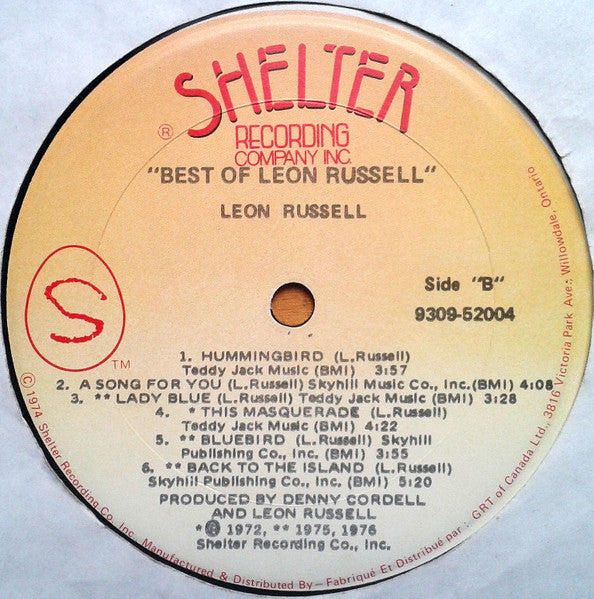 SHELTER
®
RECORDING
COMPANY INC.
"BEST OF LEON RUSSELL"
LEON RUSSELL
S
TM
Side "B"
9309-52004
1. HUMMINGBIRD (L.Russell)
Teddy Jack Music (BMI) 3:57
2. A SONG FOR YOU (L.Russell) Skyhill Music Co., Inc.(BMI) 4:08
3. ** LADY BLUE (L.Russell) Teddy Jack Music (BMI) 3:28
4. * THIS MASQUERADE (L.Russell)
Teddy Jack Music (BMI) 4:22
5. ** BLUEBIRD (L.Russell) Skyhill
Publishing Co., Inc. (BMI) 3:55
6. ** BACK TO THE ISLAND (L.Russell)
Skyhill Publishing Co., Inc. (BMI) 5:20
PRODUCED BY DENNY CORDELL
AND LEON RUSSELL
* ℗ 1972, ** 1975, 1976
Shelter Recording Co., Inc.
© 1974 Shelter Recording Co., Inc. Manufactured & Distributed By – Fabriqué Et Distribué par : GRT of Canada Ltd., 3816 Victoria Park Ave., Willowdale, Ontario